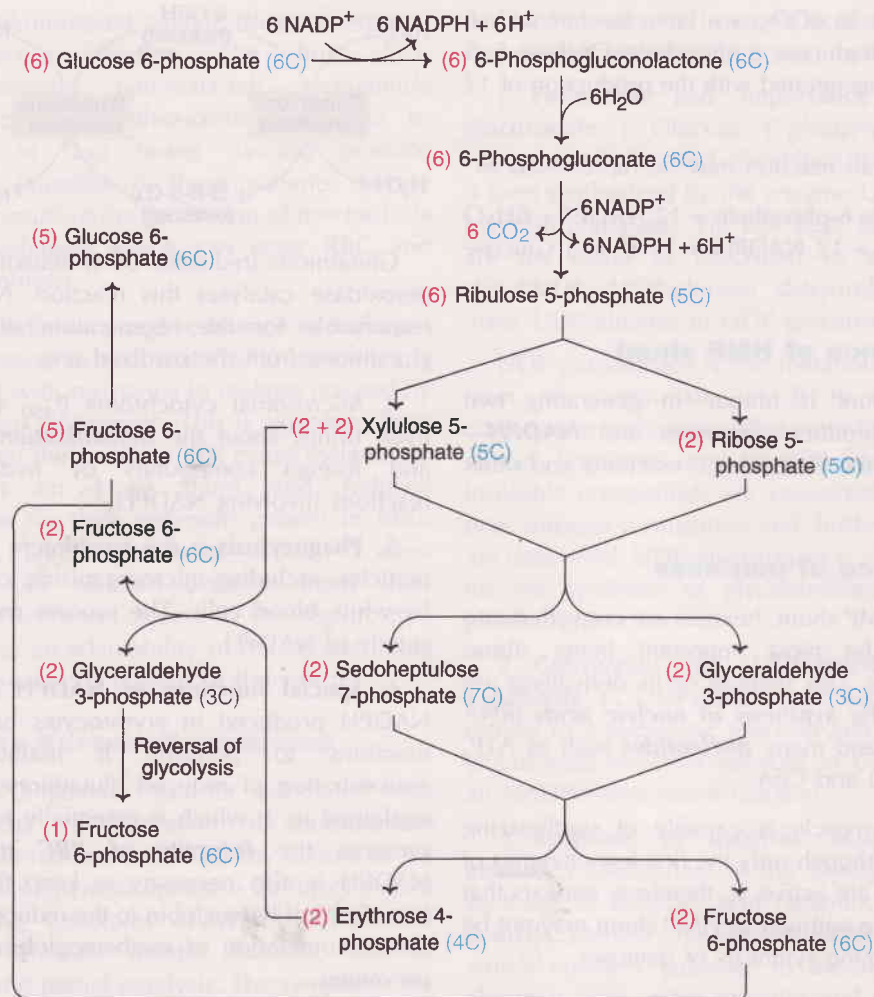 6 NADP⁺ 6 NADPH + 6H⁺
(6) Glucose 6-phosphate (6C)
(6) 6-Phosphogluconolactone (6C)
6H₂O
(6) 6-Phosphogluconate (6C)
6NADP⁺
6 CO₂
6NADPH + 6H⁺
(6) Ribulose 5-phosphate (5C)
(5) Glucose 6-
phosphate (6C)
(5) Fructose 6-
phosphate (6C)
(2 + 2) Xylulose 5-
phosphate (5C)
(2) Ribose 5-
phosphate (5C)
(2) Fructose 6-
phosphate (6C)
(2) Glyceraldehyde
3-phosphate (3C)
(2) Sedoheptulose
7-phosphate (7C)
(2) Glyceraldehyde
3-phosphate (3C)
Reversal of
glycolysis
(1) Fructose
6-phosphate (6C)
(2) Erythrose 4-
phosphate (4C)
(2) Fructose
6-phosphate (6C)